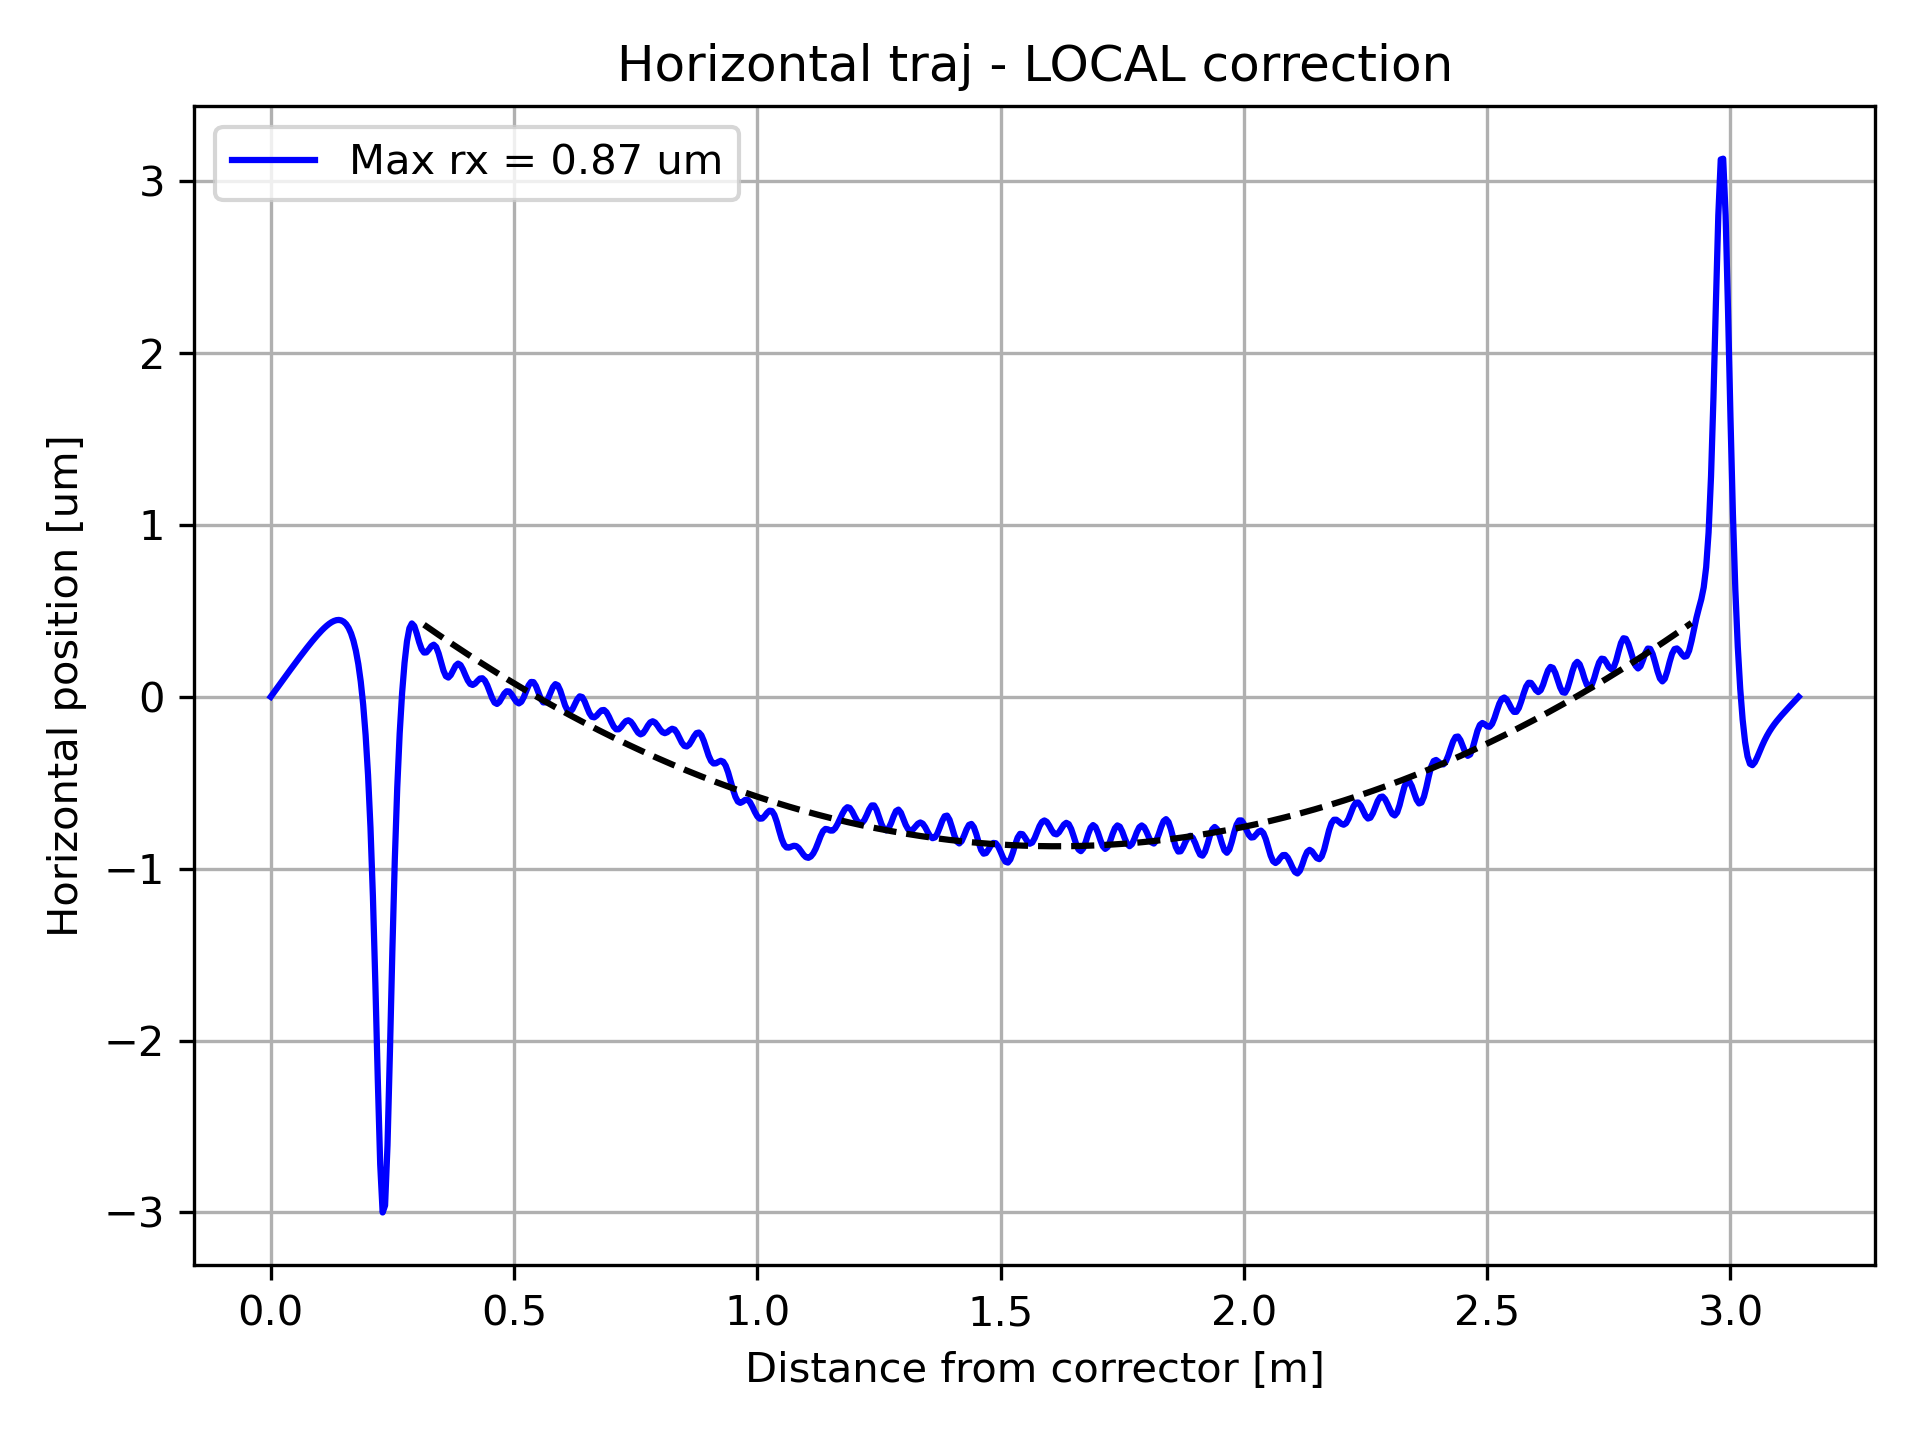 Horizontal traj - LOCAL correction
Max rx = 0.87 um
Horizontal position [um]
3
2
1
0
−1
−2
−3
0.0 0.5 1.0 1.5 2.0 2.5 3.0
Distance from corrector [m]